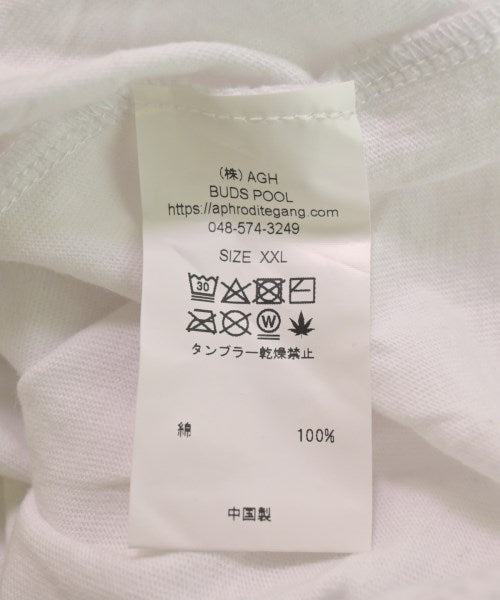 (株) AGH
BUDS POOL
https://aphroditegang.com
048-574-3249
SIZE XXL
30
W
タンブラー乾燥禁止
綿 100%
中国製